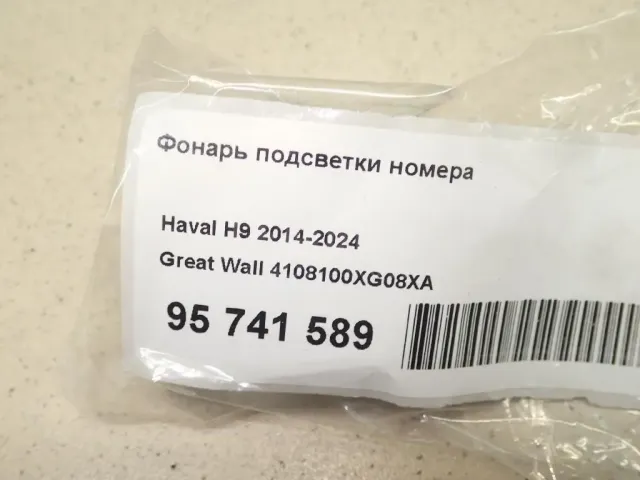 Фонарь подсветки номера
Haval H9 2014-2024
Great Wall 4108100XG08XA
95 741 589